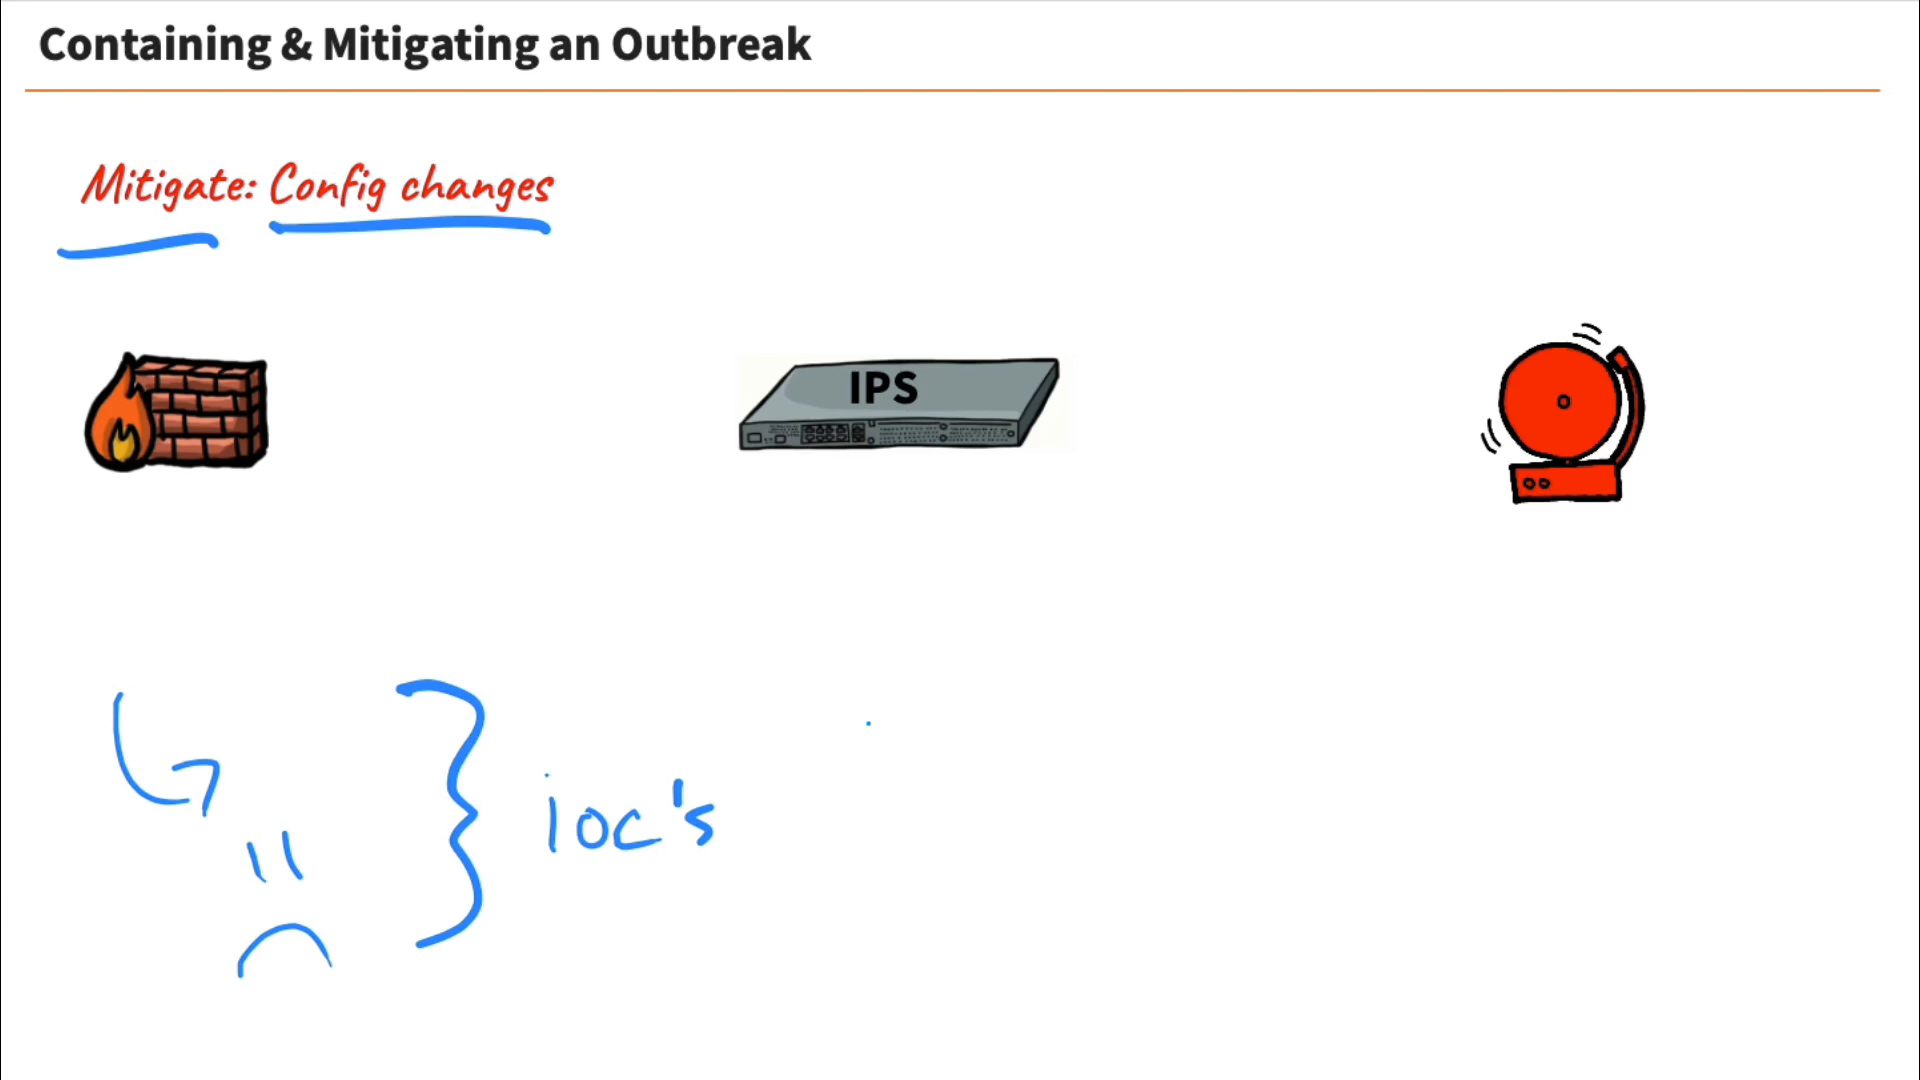 Containing & Mitigating an Outbreak
Mitigate: Config changes
IPS
ioc's